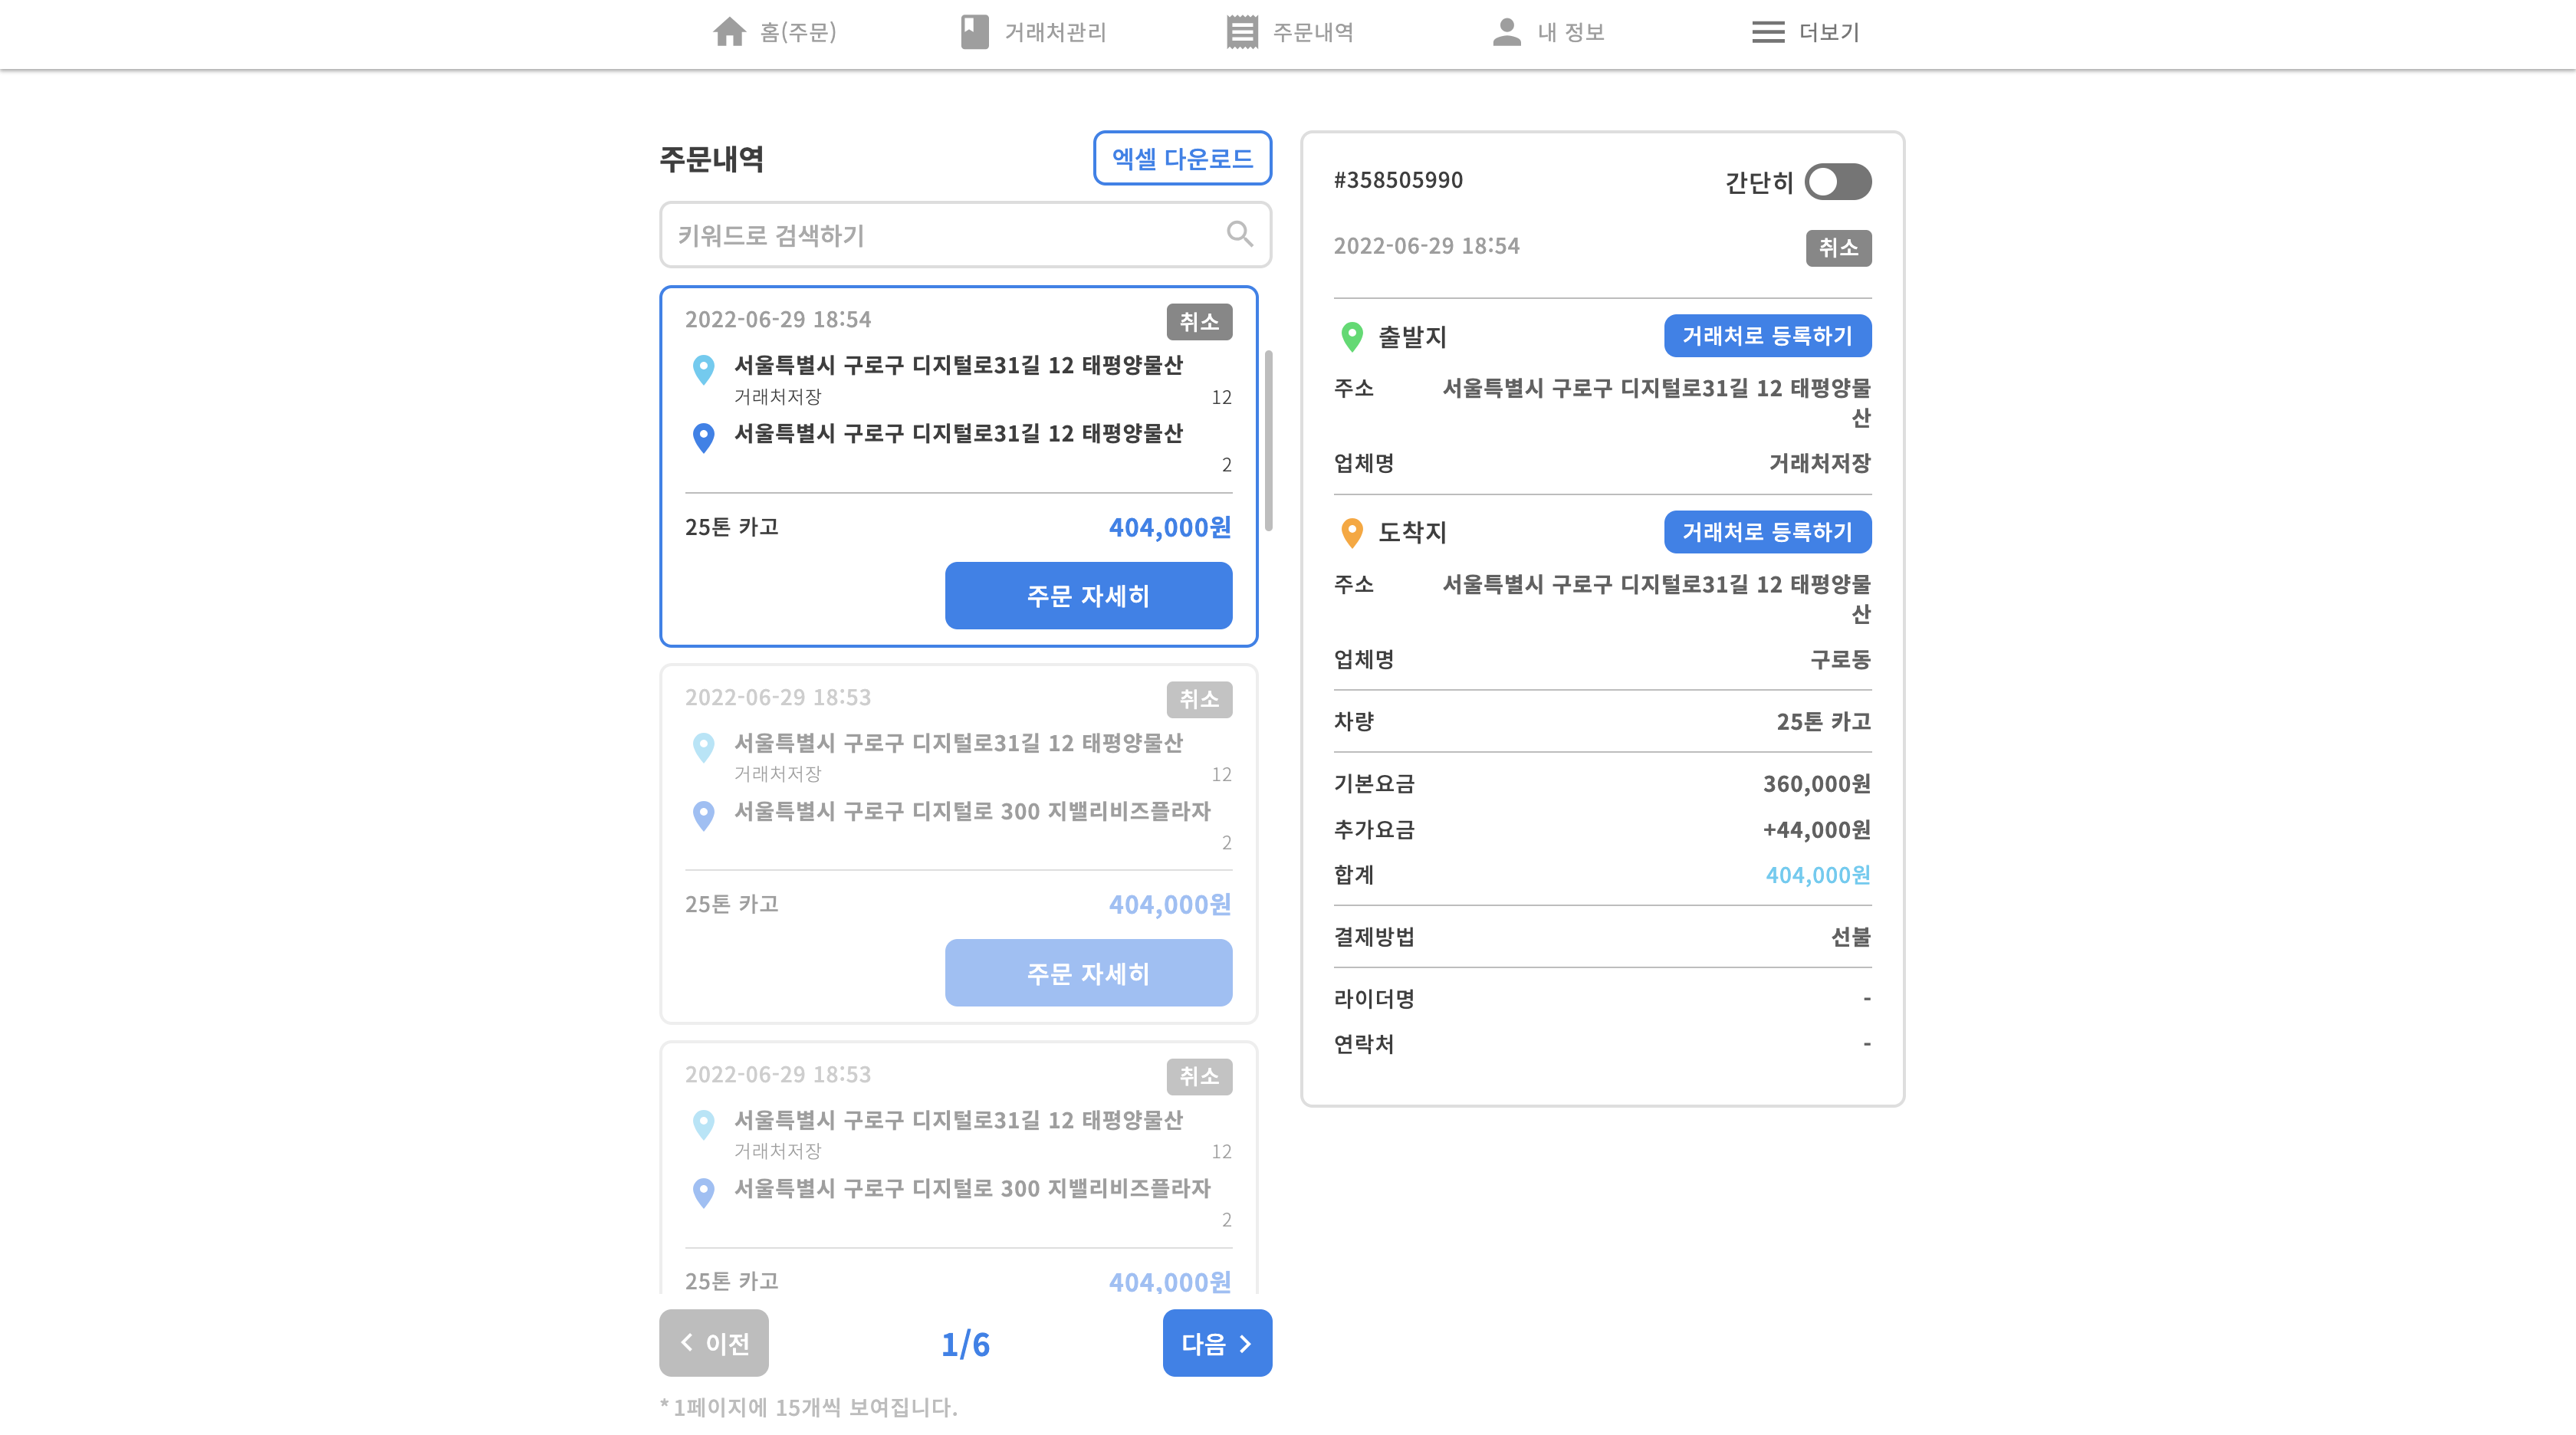 홈(주문)
거래처관리
주문내역
내 정보
더보기
주문내역
엑셀 다운로드
키워드로 검색하기
2022-06-29 18:54
취소
서울특별시 구로구 디지털로31길 12 태평양물산
거래처저장
12
서울특별시 구로구 디지털로31길 12 태평양물산
2
25톤 카고
404,000원
주문 자세히
2022-06-29 18:53
취소
서울특별시 구로구 디지털로31길 12 태평양물산
거래처저장
12
서울특별시 구로구 디지털로 300 지밸리비즈플라자
2
25톤 카고
404,000원
주문 자세히
2022-06-29 18:53
취소
서울특별시 구로구 디지털로31길 12 태평양물산
거래처저장
12
서울특별시 구로구 디지털로 300 지밸리비즈플라자
2
25톤 카고
404,000원
이전
1/6
다음
* 1페이지에 15개씩 보여집니다.
#358505990
간단히
2022-06-29 18:54
취소
출발지
거래처로 등록하기
주소
서울특별시 구로구 디지털로31길 12 태평양물
산
업체명
거래처저장
도착지
거래처로 등록하기
주소
서울특별시 구로구 디지털로31길 12 태평양물
산
업체명
구로동
차량
25톤 카고
기본요금
360,000원
추가요금
+44,000원
합계
404,000원
결제방법
선불
라이더명
-
연락처
-